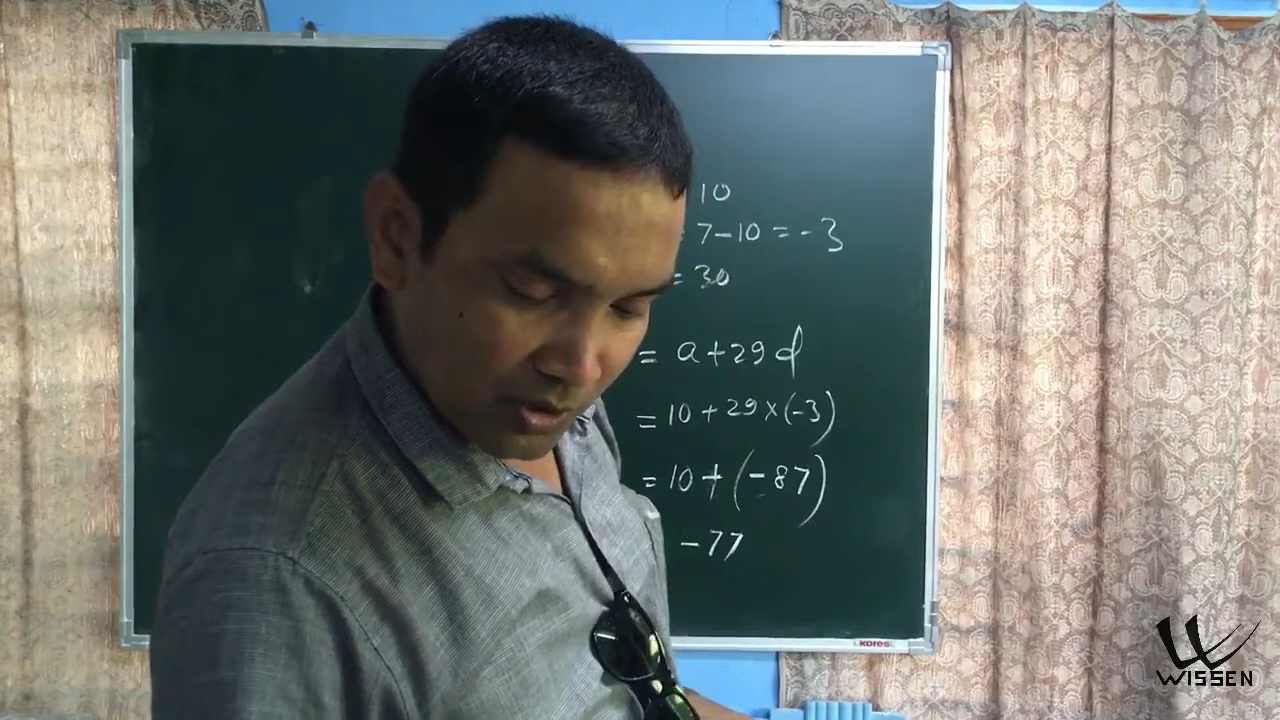 10
= 7-10 = -3
= 30
= a+29d
= 10+29×(-3)
= 10+(-87)
-77
kores
WISSEN